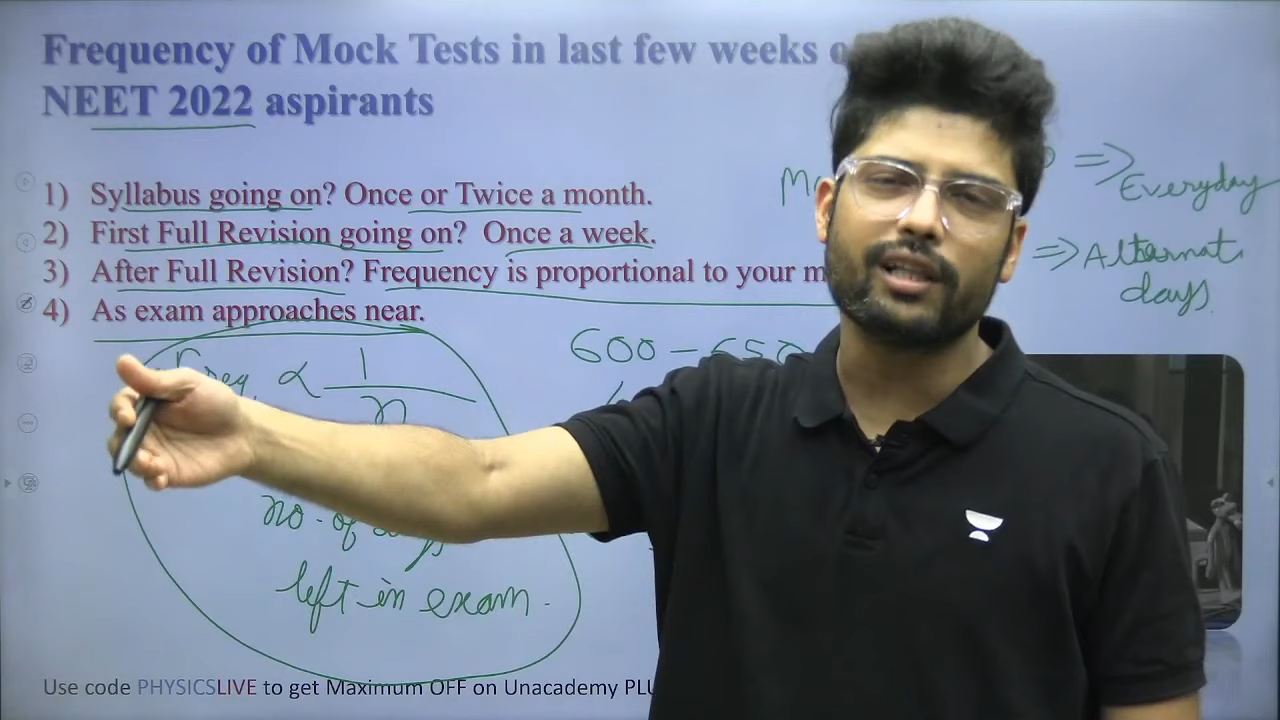 Frequency of Mock Tests in last few weeks
NEET 2022 aspirants
1) Syllabus going on? Once or Twice a month.
2) First Full Revision going on? Once a week.
3) After Full Revision? Frequency is proportional to your
4) As exam approaches near.
⇒ Everyday
⇒ Alternat
days
600 - 650
Freq ∝ 1
n
no. of days
left in exam.
Use code PHYSICSLIVE to get Maximum OFF on Unacademy